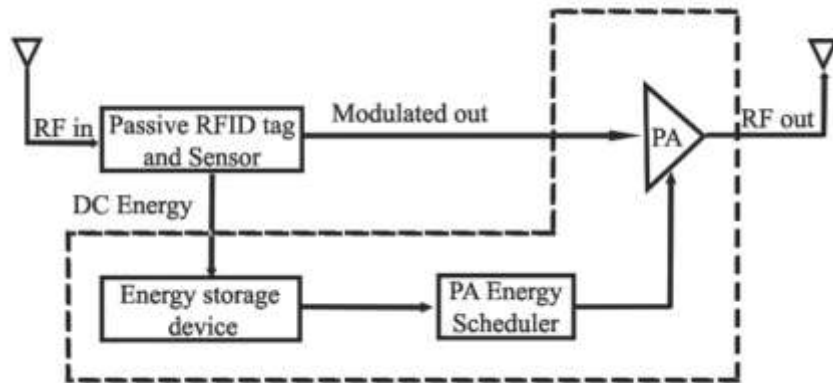 RF in
Passive RFID tag
and Sensor
Modulated out
PA
RF out
DC Energy
Energy storage
device
PA Energy
Scheduler